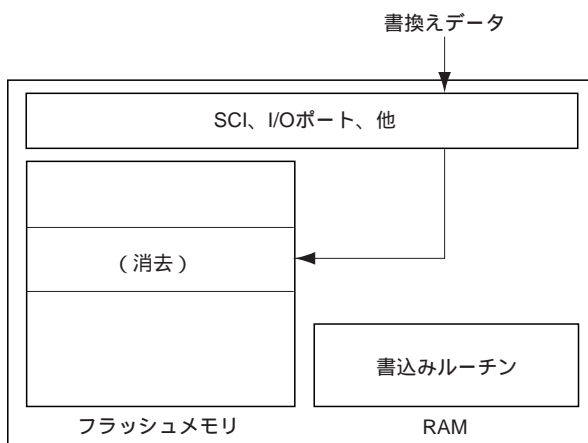 書換えデータ
SCI、I/Oポート、他
(消去)
書込みルーチン
フラッシュメモリ
RAM